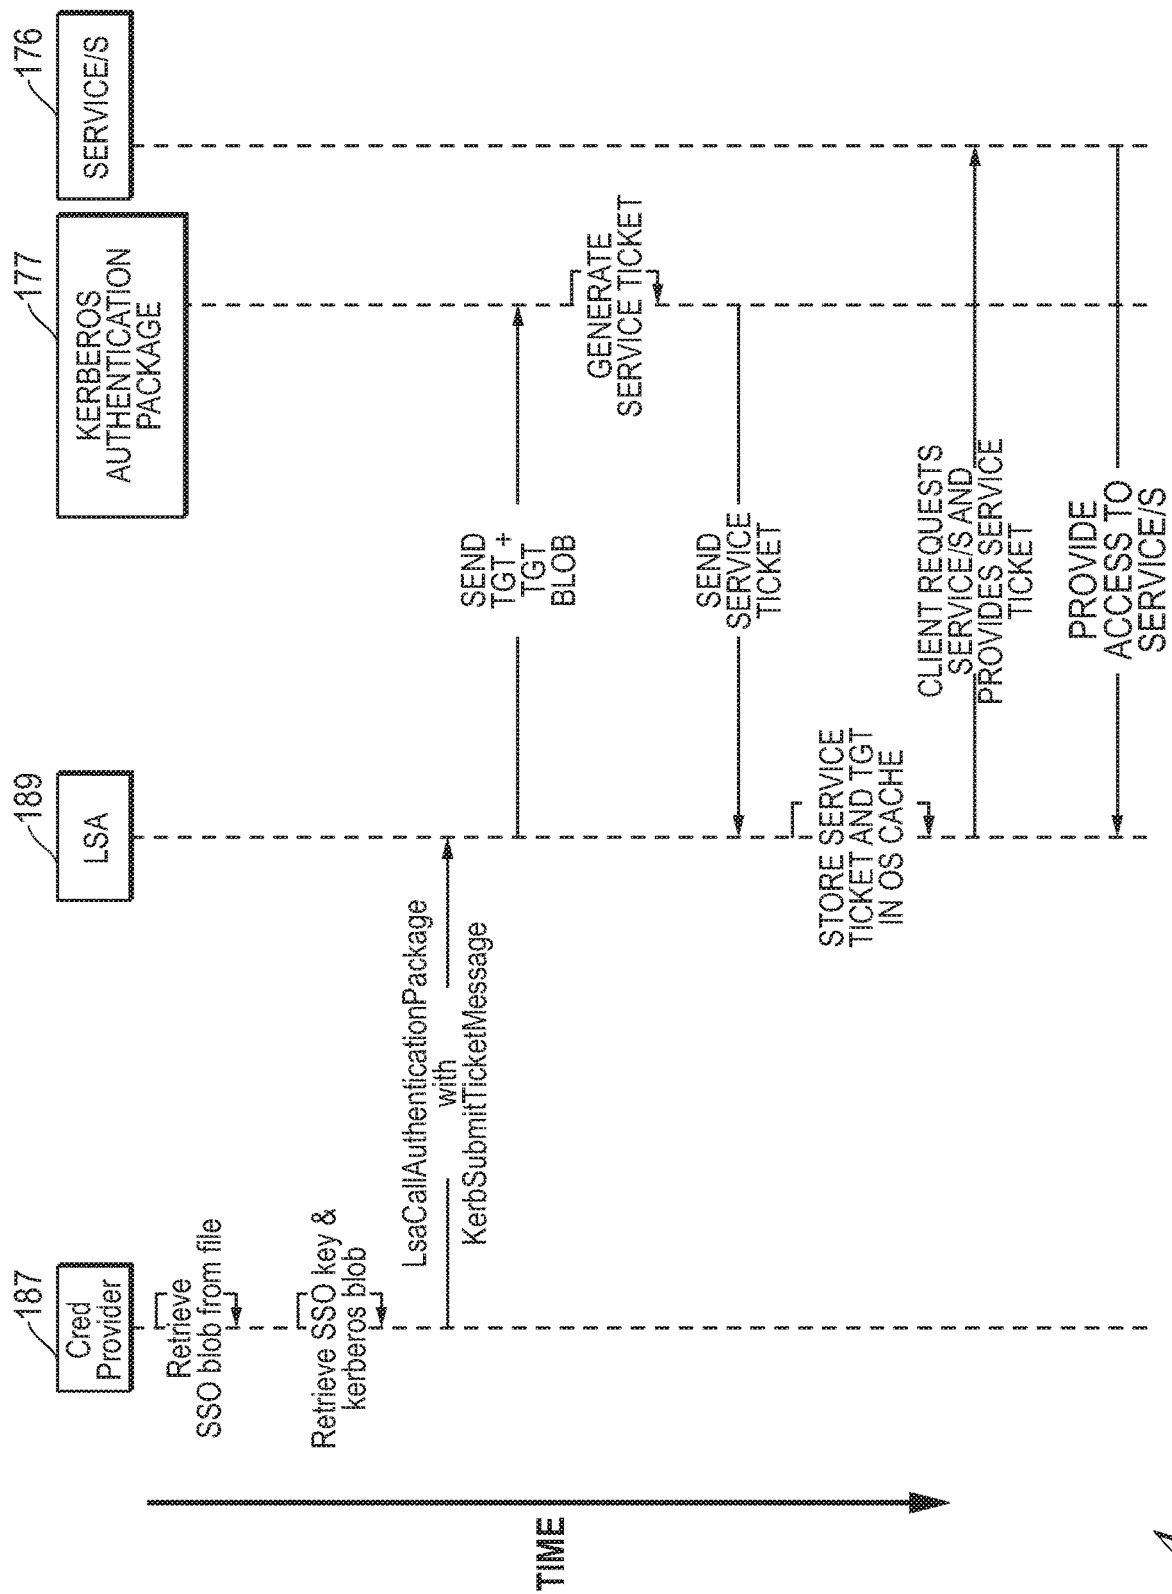 187
Cred
Provider
189
LSA
177
KERBEROS
AUTHENTICATION
PACKAGE
176
SERVICE/S
Retrieve
SSO blob from file
Retrieve SSO key &
kerberos blob
LsaCallAuthenticationPackage
with
KerbSubmitTicketMessage
SEND
TGT +
TGT
BLOB
GENERATE
SERVICE TICKET
SEND
SERVICE
TICKET
STORE SERVICE
TICKET AND TGT
IN OS CACHE
CLIENT REQUESTS
SERVICE/S AND
PROVIDES SERVICE
TICKET
PROVIDE
ACCESS TO
SERVICE/S
TIME